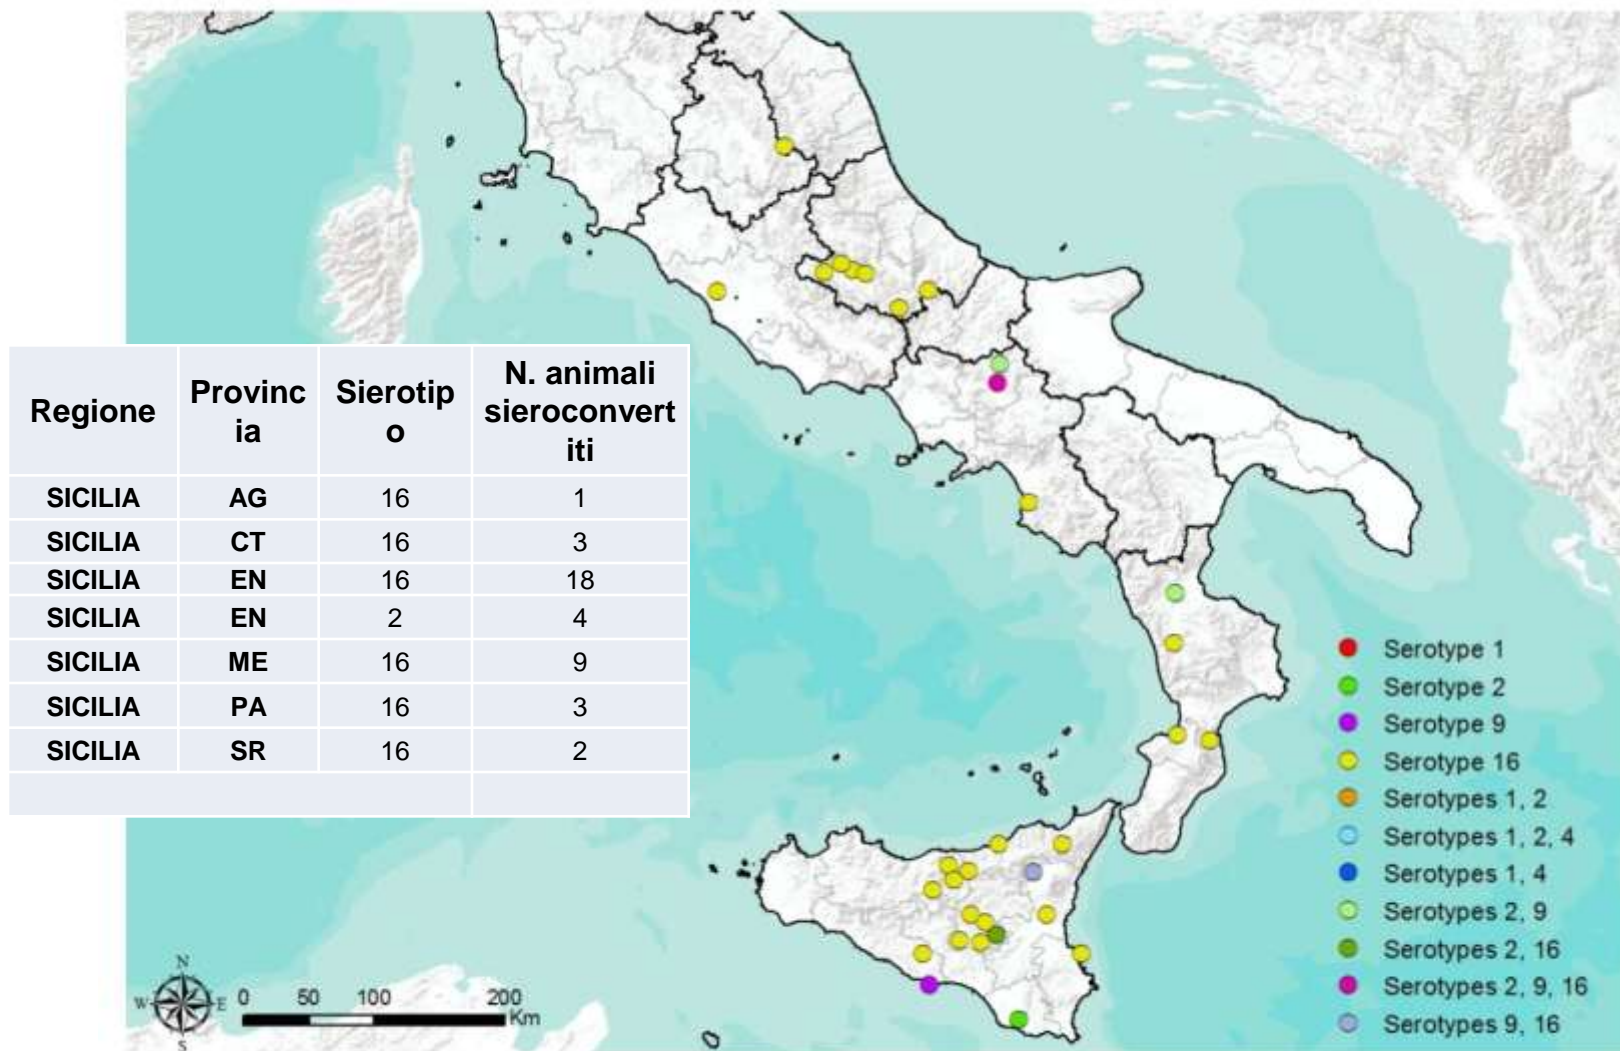 Regione Provinc
ia Sierotip
o N. animali
sieroconvert
iti
SICILIA AG 16 1
SICILIA CT 16 3
SICILIA EN 16 18
SICILIA EN 2 4
SICILIA ME 16 9
SICILIA PA 16 3
SICILIA SR 16 2
Serotype 1
Serotype 2
Serotype 9
Serotype 16
Serotypes 1, 2
Serotypes 1, 2, 4
Serotypes 1, 4
Serotypes 2, 9
Serotypes 2, 16
Serotypes 2, 9, 16
Serotypes 9, 16
N
W E
S
0 50 100 200
Km